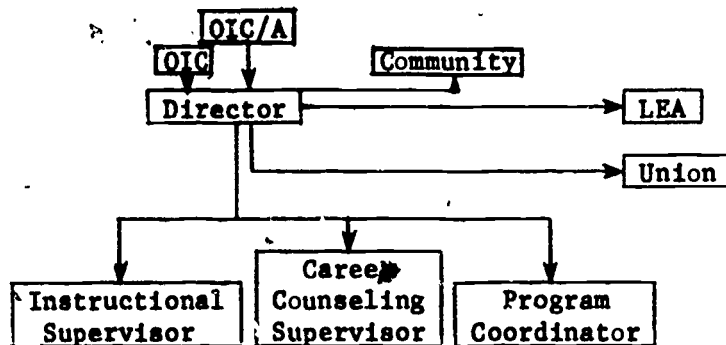 OIC/A
OIC
Community
Director
LEA
Union
Instructional
Supervisor
Career
Counseling
Supervisor
Program
Coordinator